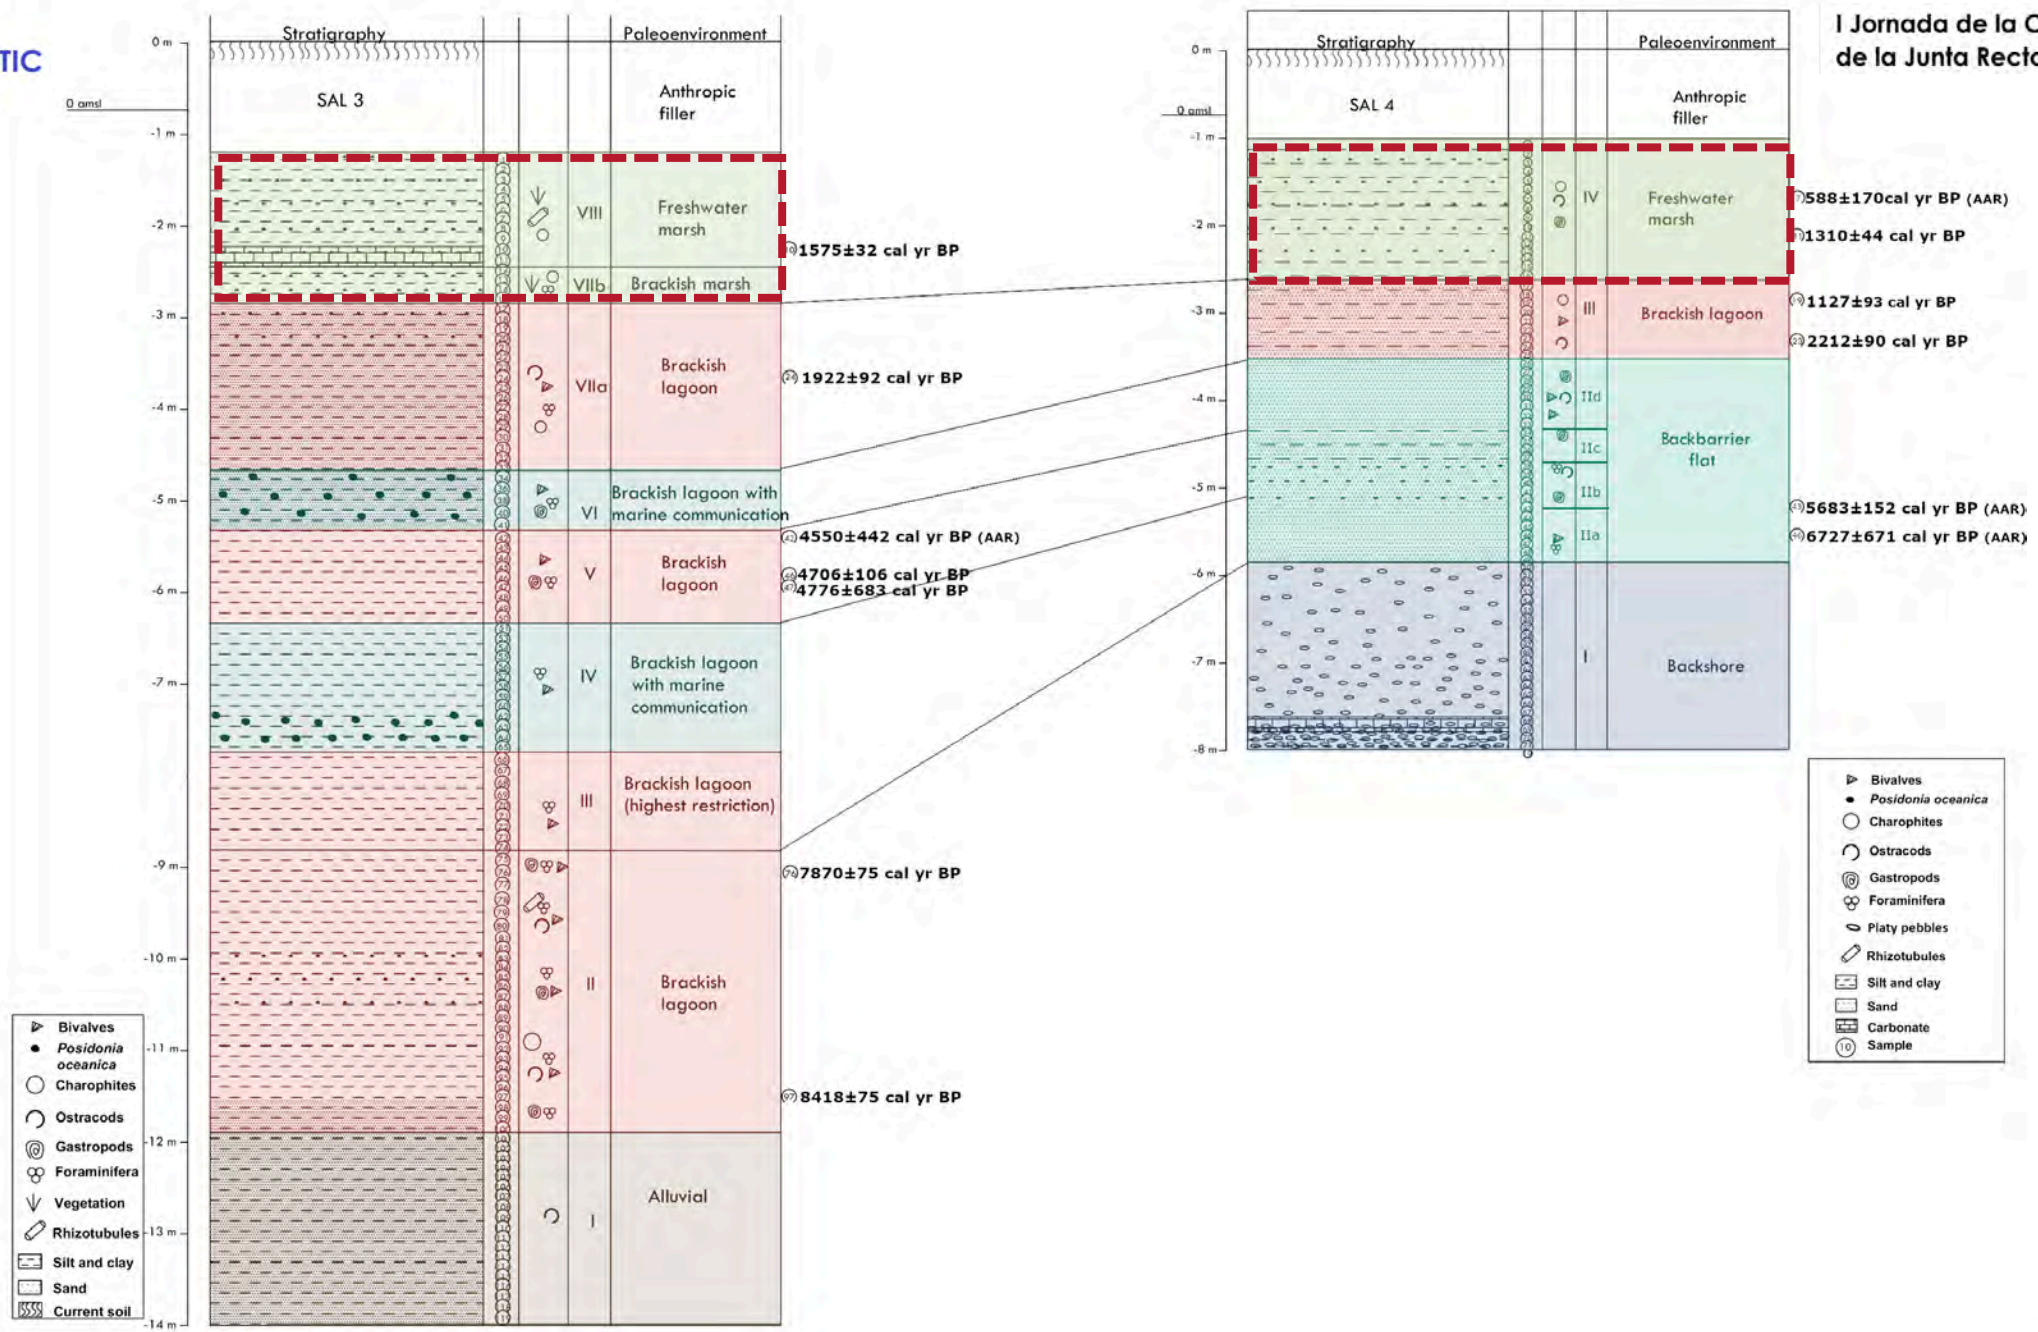 TIC
I Jornada de la C
de la Junta Recto
Stratigraphy
Paleoenvironment
0 m
0 amsl
-1 m
-2 m
-3 m
-4 m
-5 m
-6 m
-7 m
-9 m
-10 m
-11 m
-12 m
-13 m
-14 m
SAL 3
Anthropic
filler
VIII
Freshwater
marsh
1575±32 cal yr BP
VIIb
Brackish marsh
VIIa
Brackish
lagoon
1922±92 cal yr BP
VI
Brackish lagoon with
marine communication
4550±442 cal yr BP (AAR)
V
Brackish
lagoon
4706±106 cal yr BP
4776±683 cal yr BP
IV
Brackish lagoon
with marine
communication
III
Brackish lagoon
(highest restriction)
7870±75 cal yr BP
II
Brackish
lagoon
8418±75 cal yr BP
I
Alluvial
Bivalves
Posidonia
oceanica
Charophites
Ostracods
Gastropods
Foraminifera
Vegetation
Rhizotubules
Silt and clay
Sand
Current soil
Stratigraphy
Paleoenvironment
0 m
0 amsl
-1 m
-2 m
-3 m
-4 m
-5 m
-6 m
-7 m
-8 m
SAL 4
Anthropic
filler
IV
Freshwater
marsh
588±170cal yr BP (AAR)
1310±44 cal yr BP
III
Brackish lagoon
1127±93 cal yr BP
2212±90 cal yr BP
IId
IIc
IIb
IIa
Backbarrier
flat
5683±152 cal yr BP (AAR)
6727±671 cal yr BP (AAR)
I
Backshore
Bivalves
Posidonia oceanica
Charophites
Ostracods
Gastropods
Foraminifera
Platy pebbles
Rhizotubules
Silt and clay
Sand
Carbonate
10 Sample